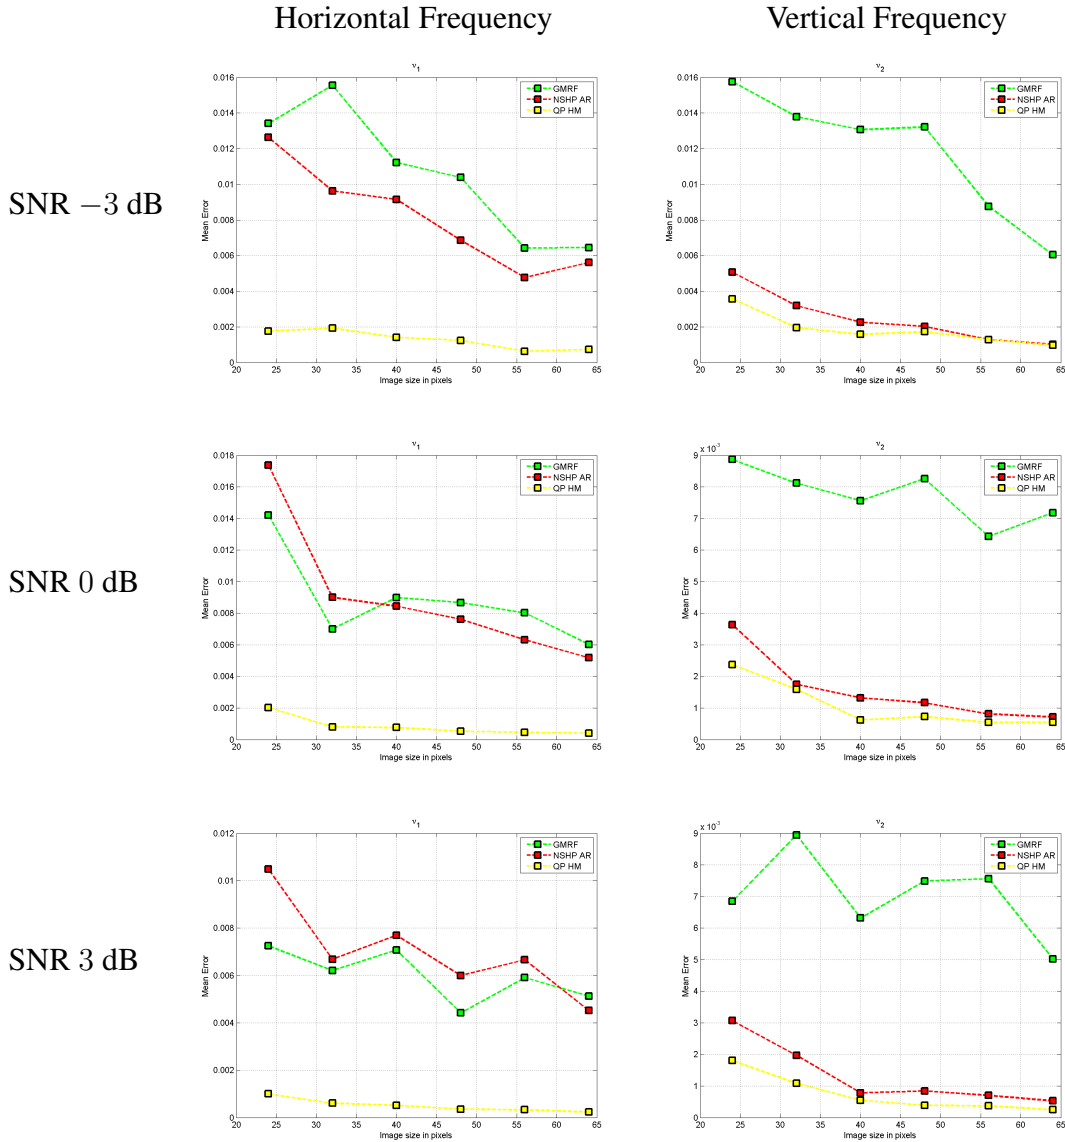 Horizontal Frequency Vertical Frequency
SNR −3 dB
ν1
0.016
0.014
0.012
0.01
0.008
0.006
0.004
0.002
0
Mean Error
20 25 30 35 40 45 50 55 60 65
Image size in pixels
GMRF
NSHP AR
QP HM
ν2
0.016
0.014
0.012
0.01
0.008
0.006
0.004
0.002
0
Mean Error
20 25 30 35 40 45 50 55 60 65
Image size in pixels
GMRF
NSHP AR
QP HM
SNR 0 dB
ν1
0.018
0.016
0.014
0.012
0.01
0.008
0.006
0.004
0.002
0
Mean Error
20 25 30 35 40 45 50 55 60 65
Image size in pixels
GMRF
NSHP AR
QP HM
ν2
x 10⁻³
9
8
7
6
5
4
3
2
1
0
Mean Error
20 25 30 35 40 45 50 55 60 65
Image size in pixels
GMRF
NSHP AR
QP HM
SNR 3 dB
ν1
0.012
0.01
0.008
0.006
0.004
0.002
0
Mean Error
20 25 30 35 40 45 50 55 60 65
Image size in pixels
GMRF
NSHP AR
QP HM
ν2
x 10⁻³
9
8
7
6
5
4
3
2
1
0
Mean Error
20 25 30 35 40 45 50 55 60 65
Image size in pixels
GMRF
NSHP AR
QP HM